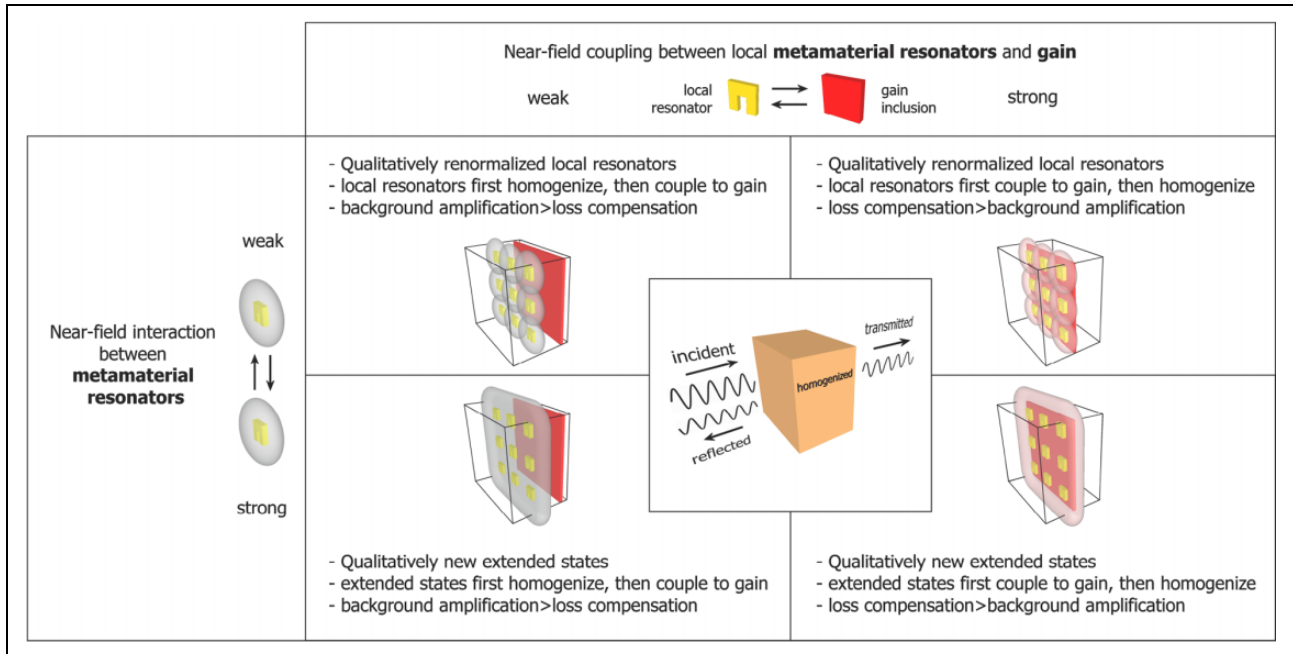 Near-field coupling between local metamaterial resonators and gain
weak
local
resonator
gain
inclusion
strong
- Qualitatively renormalized local resonators
- local resonators first homogenize, then couple to gain
- background amplification>loss compensation
- Qualitatively renormalized local resonators
- local resonators first couple to gain, then homogenize
- loss compensation>background amplification
weak
Near-field interaction
between
metamaterial
resonators
strong
incident
transmitted
homogenized
reflected
- Qualitatively new extended states
- extended states first homogenize, then couple to gain
- background amplification>loss compensation
- Qualitatively new extended states
- extended states first couple to gain, then homogenize
- loss compensation>background amplification